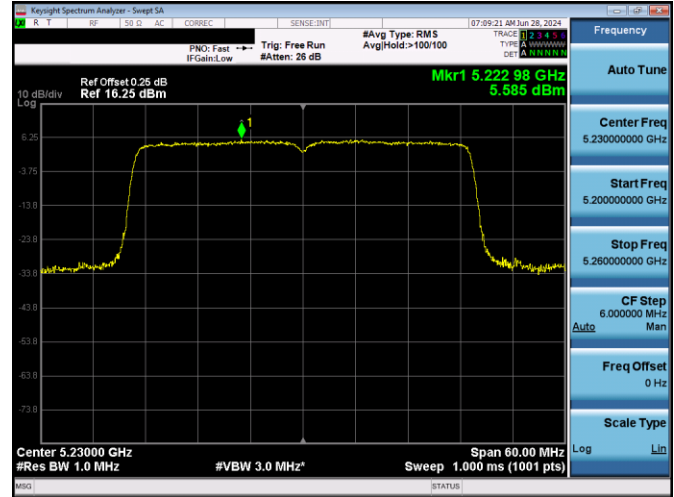 Keysight Spectrum Analyzer - Swept SA
R T RF 50 Ω AC CORREC SENSE:INT 07:09:21 AM Jun 28, 2024
PNO: Fast
IFGain:Low
Trig: Free Run
#Atten: 26 dB
#Avg Type: RMS
Avg|Hold:>100/100
TRACE 1 2 3 4 5 6
TYPE A WWWWW
DET A N N N N N
Frequency
Ref Offset 0.25 dB
10 dB/div Ref 16.25 dBm
Log
Mkr1 5.222 98 GHz
5.585 dBm
1
6.25
-3.75
-13.8
-23.8
-33.8
-43.8
-53.8
-63.8
-73.8
Center 5.23000 GHz
Span 60.00 MHz
#Res BW 1.0 MHz
#VBW 3.0 MHz*
Sweep 1.000 ms (1001 pts)
Auto Tune
Center Freq
5.230000000 GHz
Start Freq
5.200000000 GHz
Stop Freq
5.260000000 GHz
CF Step
6.000000 MHz
Auto Man
Freq Offset
0 Hz
Scale Type
Log Lin
MSG STATUS